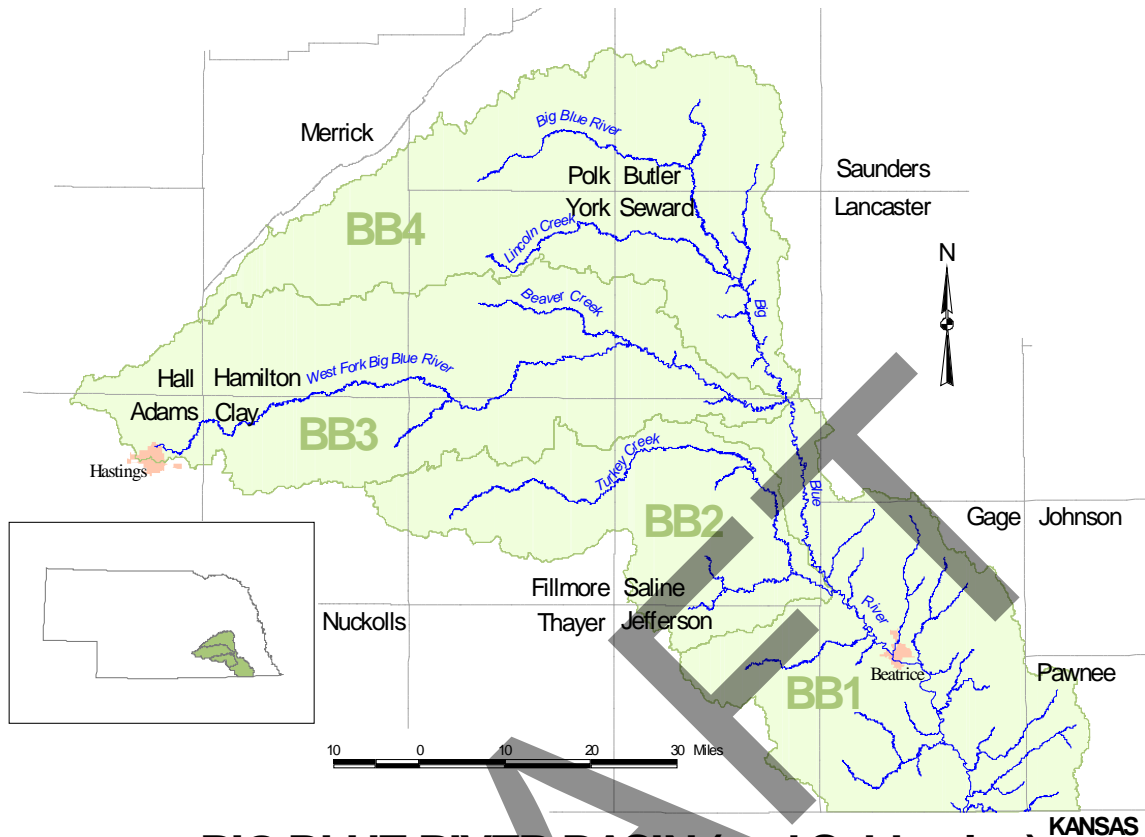 Merrick
Big Blue River
Saunders
Polk Butler
York Seward
Lancaster
BB4
Lincoln Creek
N
Beaver Creek
Big
West Fork Big Blue River
Hall Hamilton
Adams Clay
BB3
Hastings
Turkey Creek
Blue
BB2
Gage Johnson
Fillmore Saline
Nuckolls
Thayer Jefferson
River
Beatrice
Pawnee
BB1
10 0 10 20 30 Miles
KANSAS